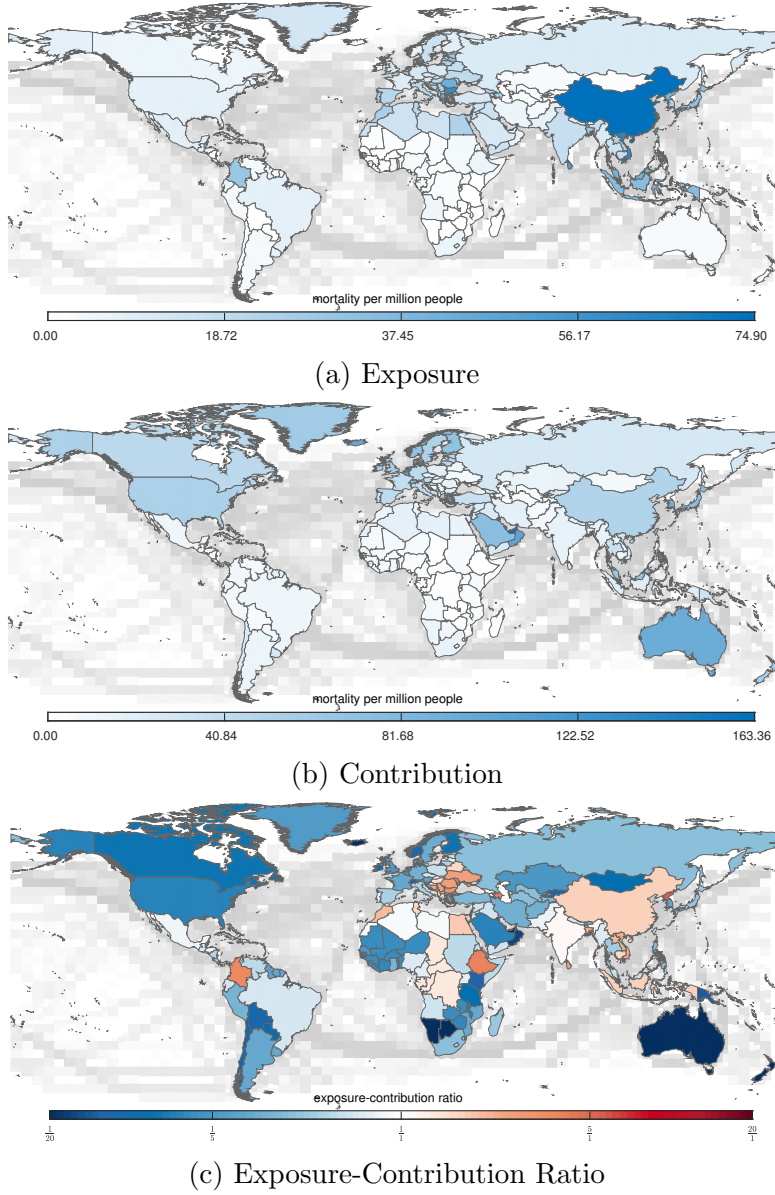 mortality per million people
0.00 18.72 37.45 56.17 74.90
(a) Exposure
mortality per million people
0.00 40.84 81.68 122.52 163.36
(b) Contribution
exposure-contribution ratio
1/20 1/5 1/1 5/1 20/1
(c) Exposure-Contribution Ratio